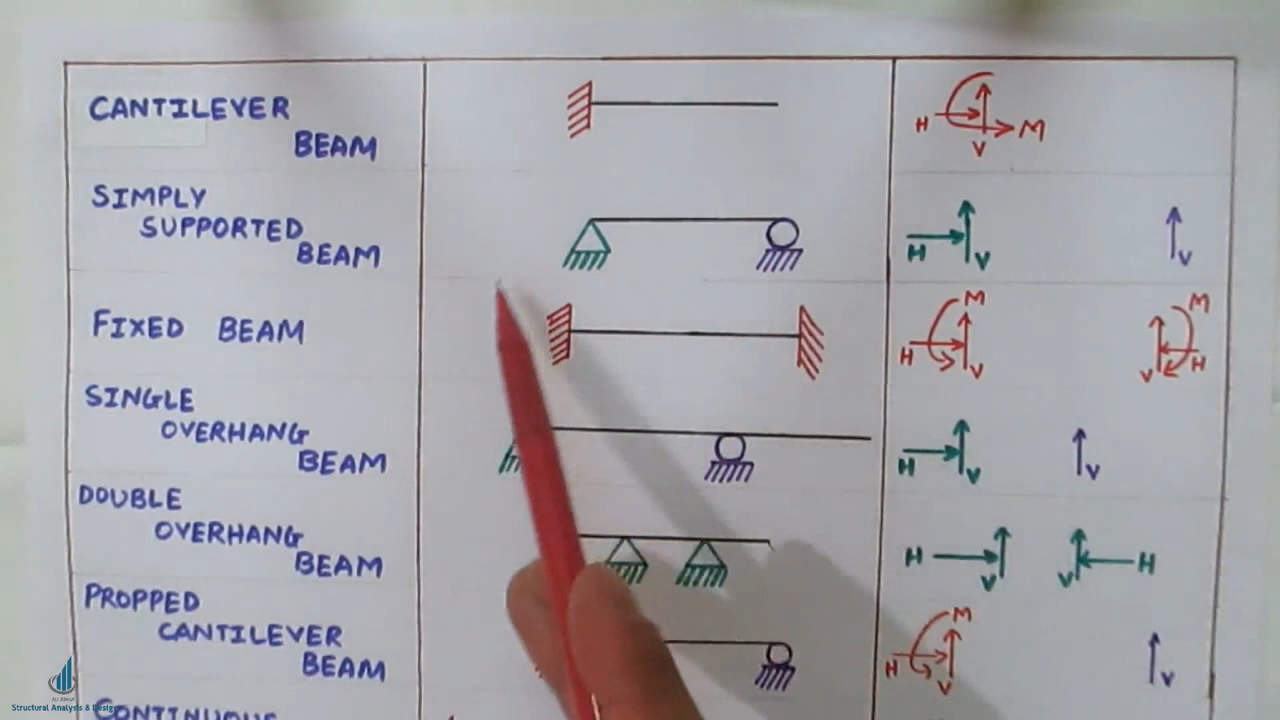 CANTILEVER
BEAM
H
V
M
SIMPLY
SUPPORTED
BEAM
H
V
V
FIXED BEAM
M
H
V
M
V
H
SINGLE
OVERHANG
BEAM
H
V
V
DOUBLE
OVERHANG
BEAM
H
V
V
H
PROPPED
CANTILEVER
BEAM
M
H
V
V
CONTINUOUS
Structural Analysis & Design